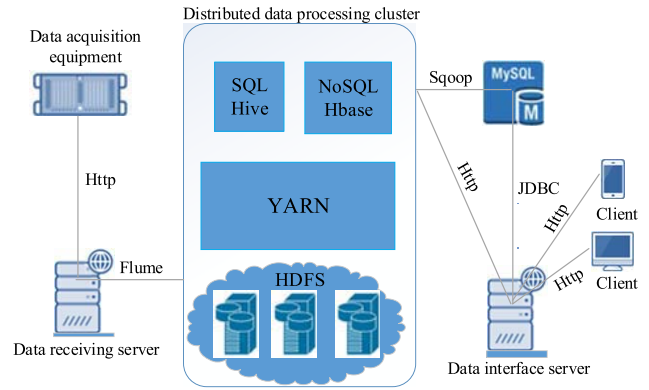 Distributed data processing cluster
Data acquisition
equipment
SQL
Hive
NoSQL
Hbase
Sqoop
MySQL
M
Http
Http
JDBC
Http
Client
YARN
Flume
HDFS
Http
Client
Data receiving server
Data interface server